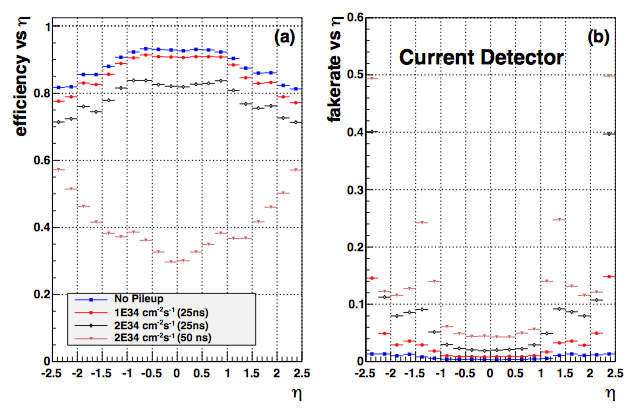 efficiency vs η
(a)
1
0.8
0.6
0.4
0.2
0
No Pileup
1E34 cm⁻²s⁻¹ (25ns)
2E34 cm⁻²s⁻¹ (25ns)
2E34 cm⁻²s⁻¹ (50 ns)
-2.5 -2 -1.5 -1 -0.5 0 0.5 1 1.5 2 2.5
η
fakerate vs η
(b)
Current Detector
0.6
0.5
0.4
0.3
0.2
0.1
0
-2.5 -2 -1.5 -1 -0.5 0 0.5 1 1.5 2 2.5
η